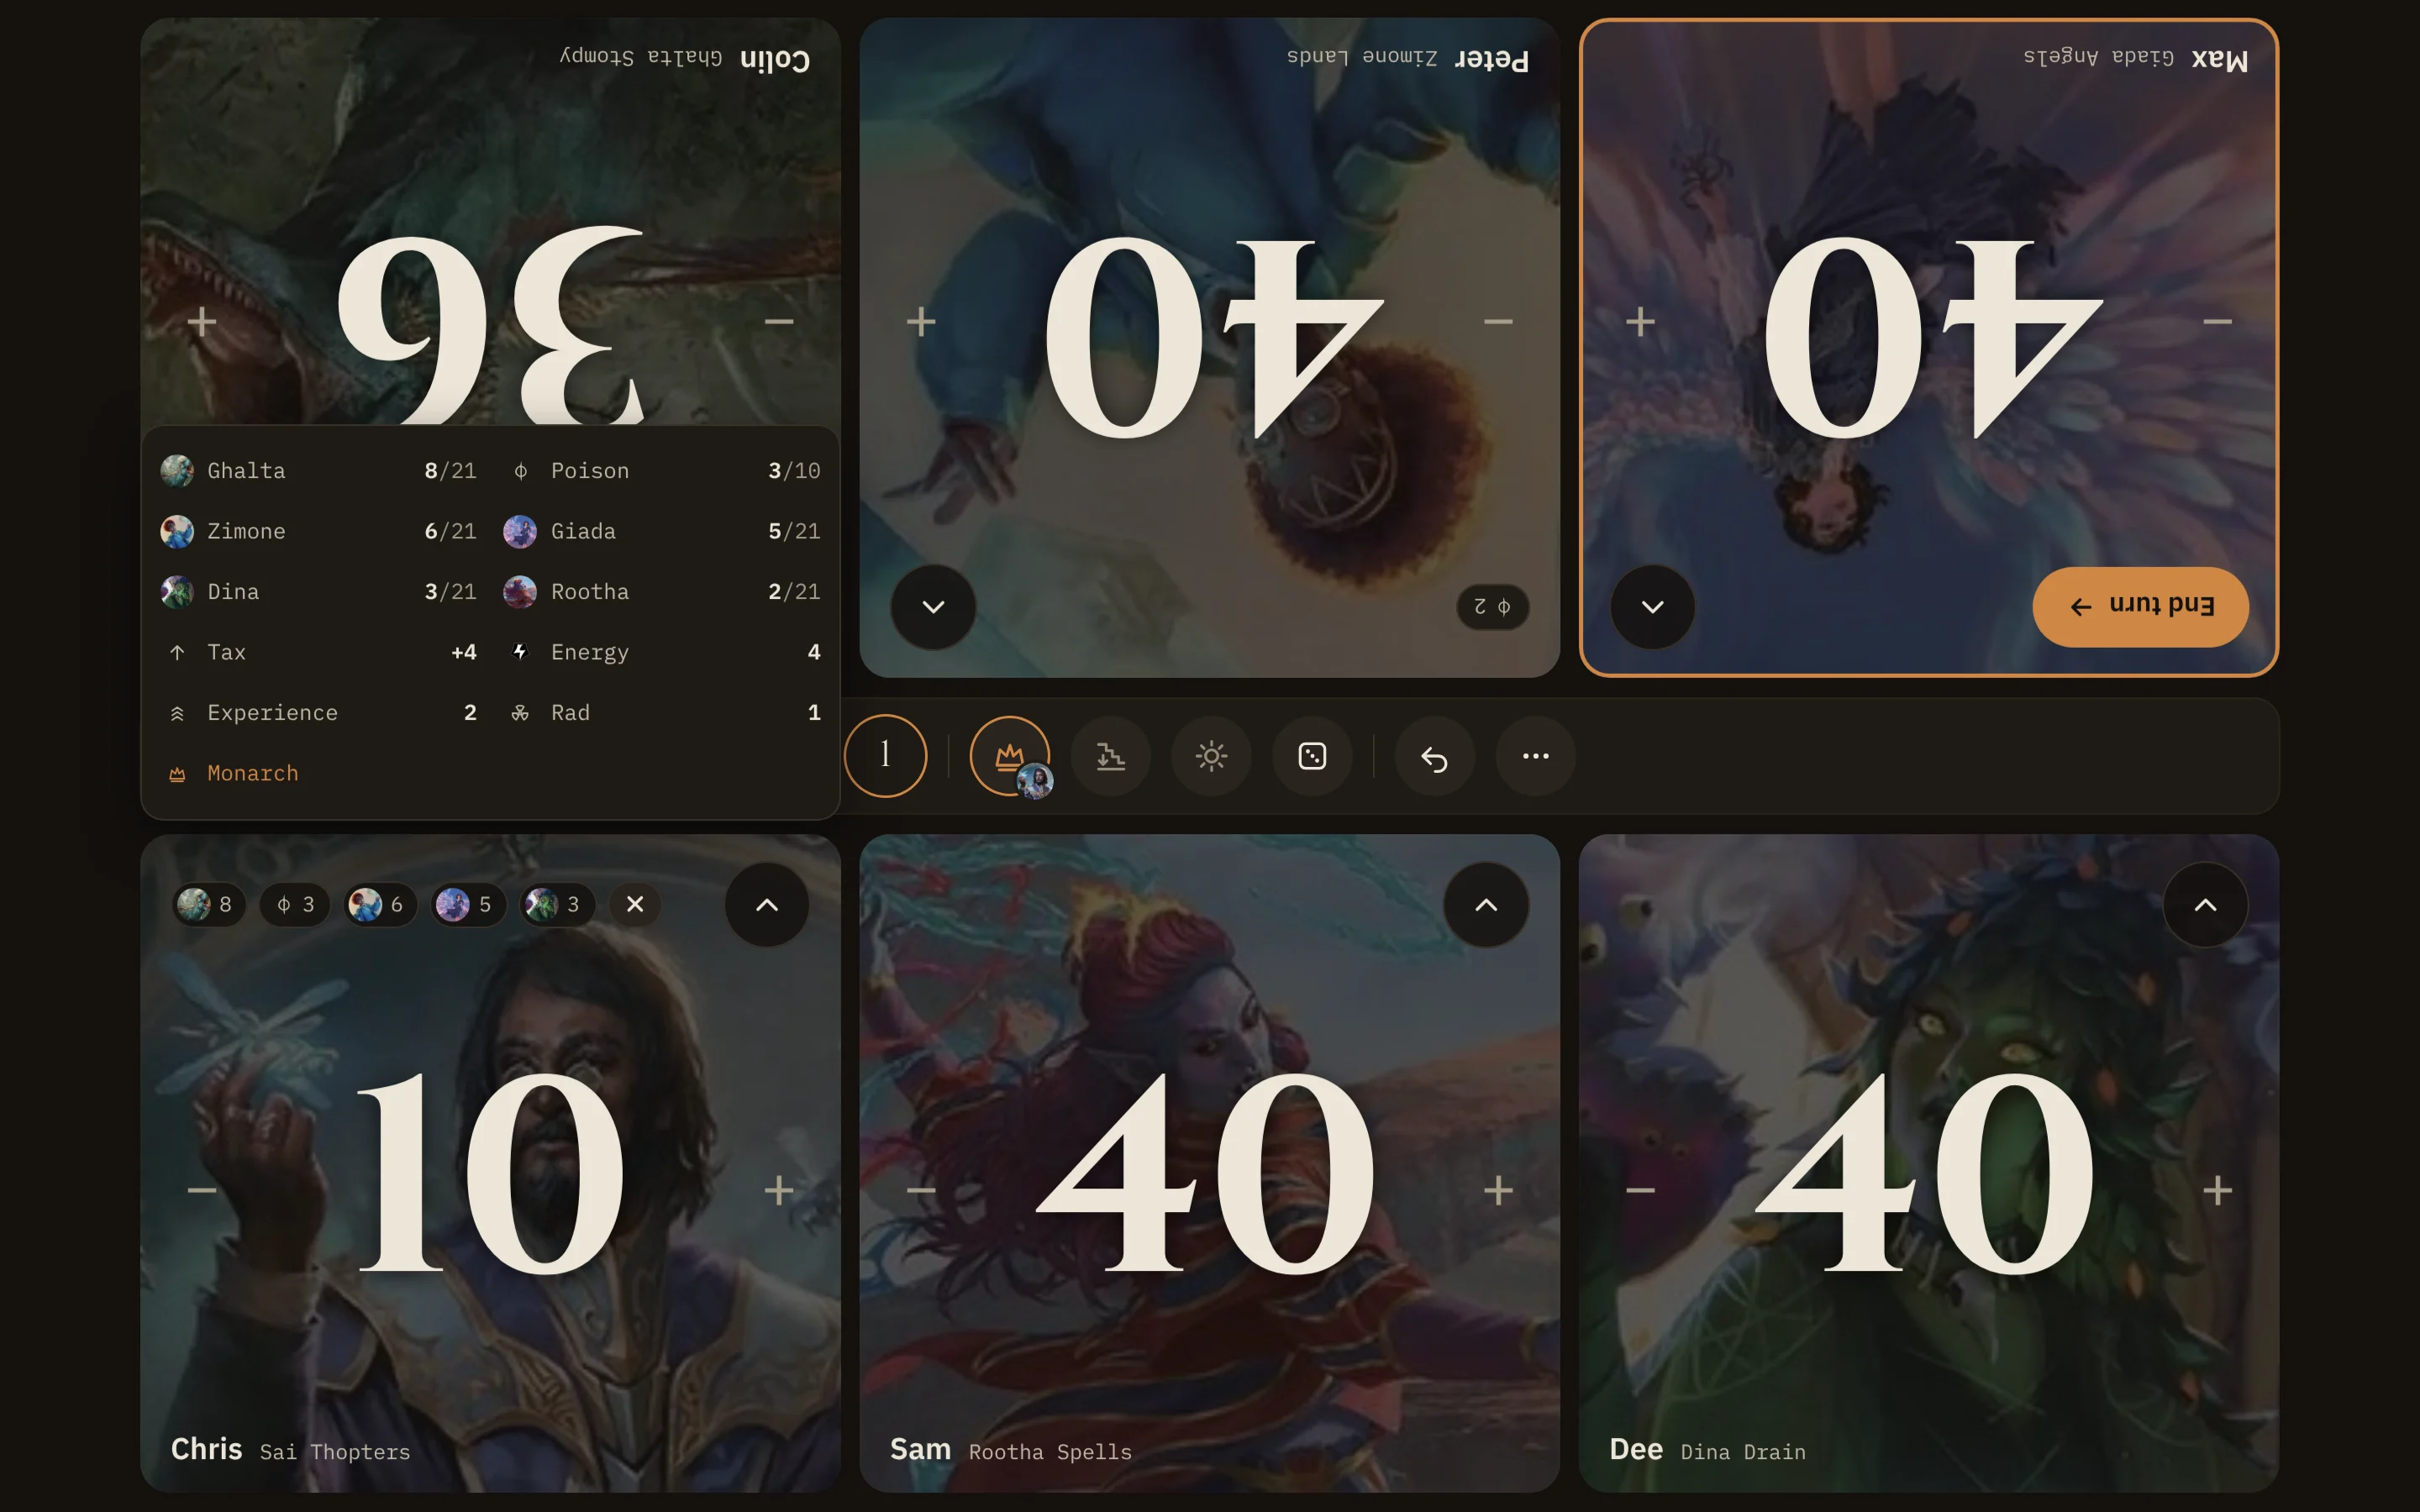 Colin Ghalta Stompy
36
Peter Zimone Lands
40
2
Max Giada Angels
40
End turn
Ghalta 8/21 Poison 3/10
Zimone 6/21 Giada 5/21
Dina 3/21 Rootha 2/21
Tax +4 Energy 4
Experience 2 Rad 1
Monarch
1
8 3 6 5 3
10
Chris Sai Thopters
40
Sam Rootha Spells
40
Dee Dina Drain